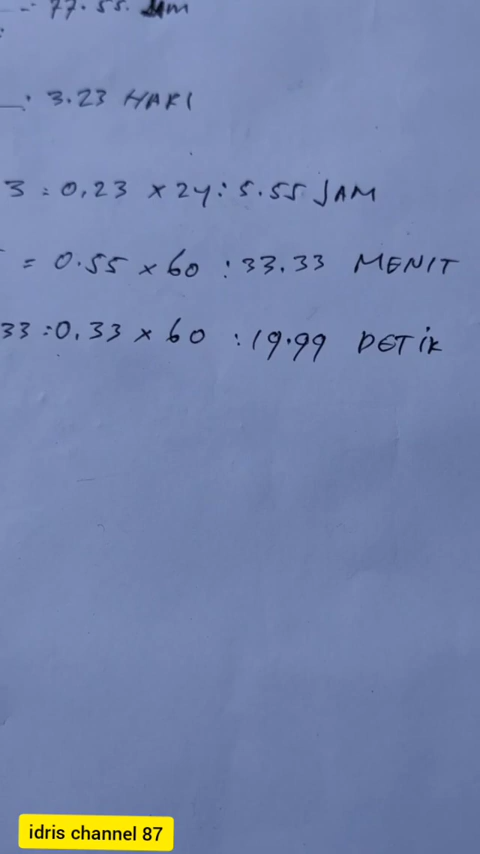 : 77.55. Jam
: 3.23 HARI
3 = 0,23 x 24 : 5.55 JAM
= 0.55 x 60 : 33.33 MENIT
33 = 0,33 x 60 : 19.99 DETIK
idris channel 87